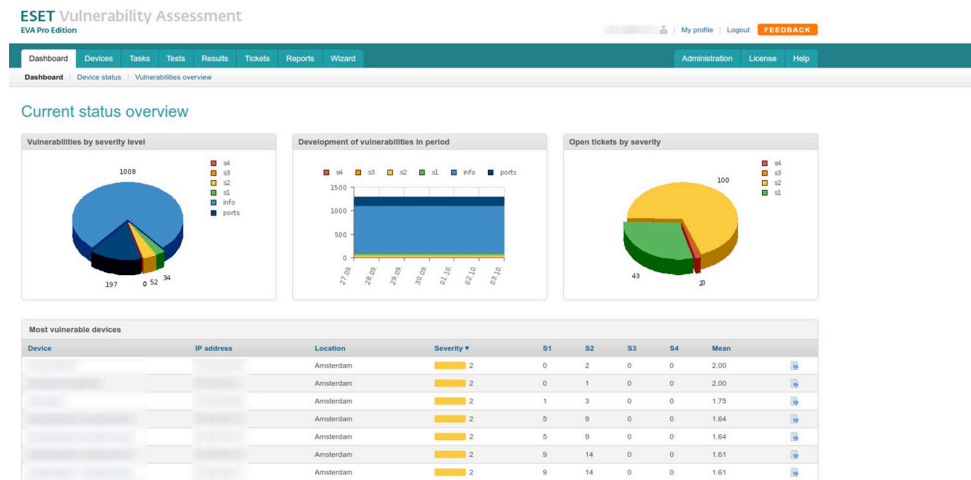 ESET Vulnerability Assessment
EVA Pro Edition
My profile | Logout FEEDBACK
Dashboard Devices Tasks Tests Results Tickets Reports Wizard Administration License Help
Dashboard | Device status | Vulnerabilities overview
Current status overview
Vulnerabilities by severity level
1008
s4
s3
s2
s1
info
ports
197 0 52 34
Development of vulnerabilities in period
s4 s3 s2 s1 info ports
1500
1000
500
0
27.09. 28.09. 29.09. 30.09. 01.10. 02.10. 03.10.
Open tickets by severity
100
s4
s3
s2
s1
43
Most vulnerable devices
Device IP address Location Severity ▼ S1 S2 S3 S4 Mean
Amsterdam 2 0 2 0 0 2.00
Amsterdam 2 0 1 0 0 2.00
Amsterdam 2 1 3 0 0 1.75
Amsterdam 2 5 9 0 0 1.64
Amsterdam 2 5 9 0 0 1.64
Amsterdam 2 9 14 0 0 1.61
Amsterdam 2 9 14 0 0 1.61